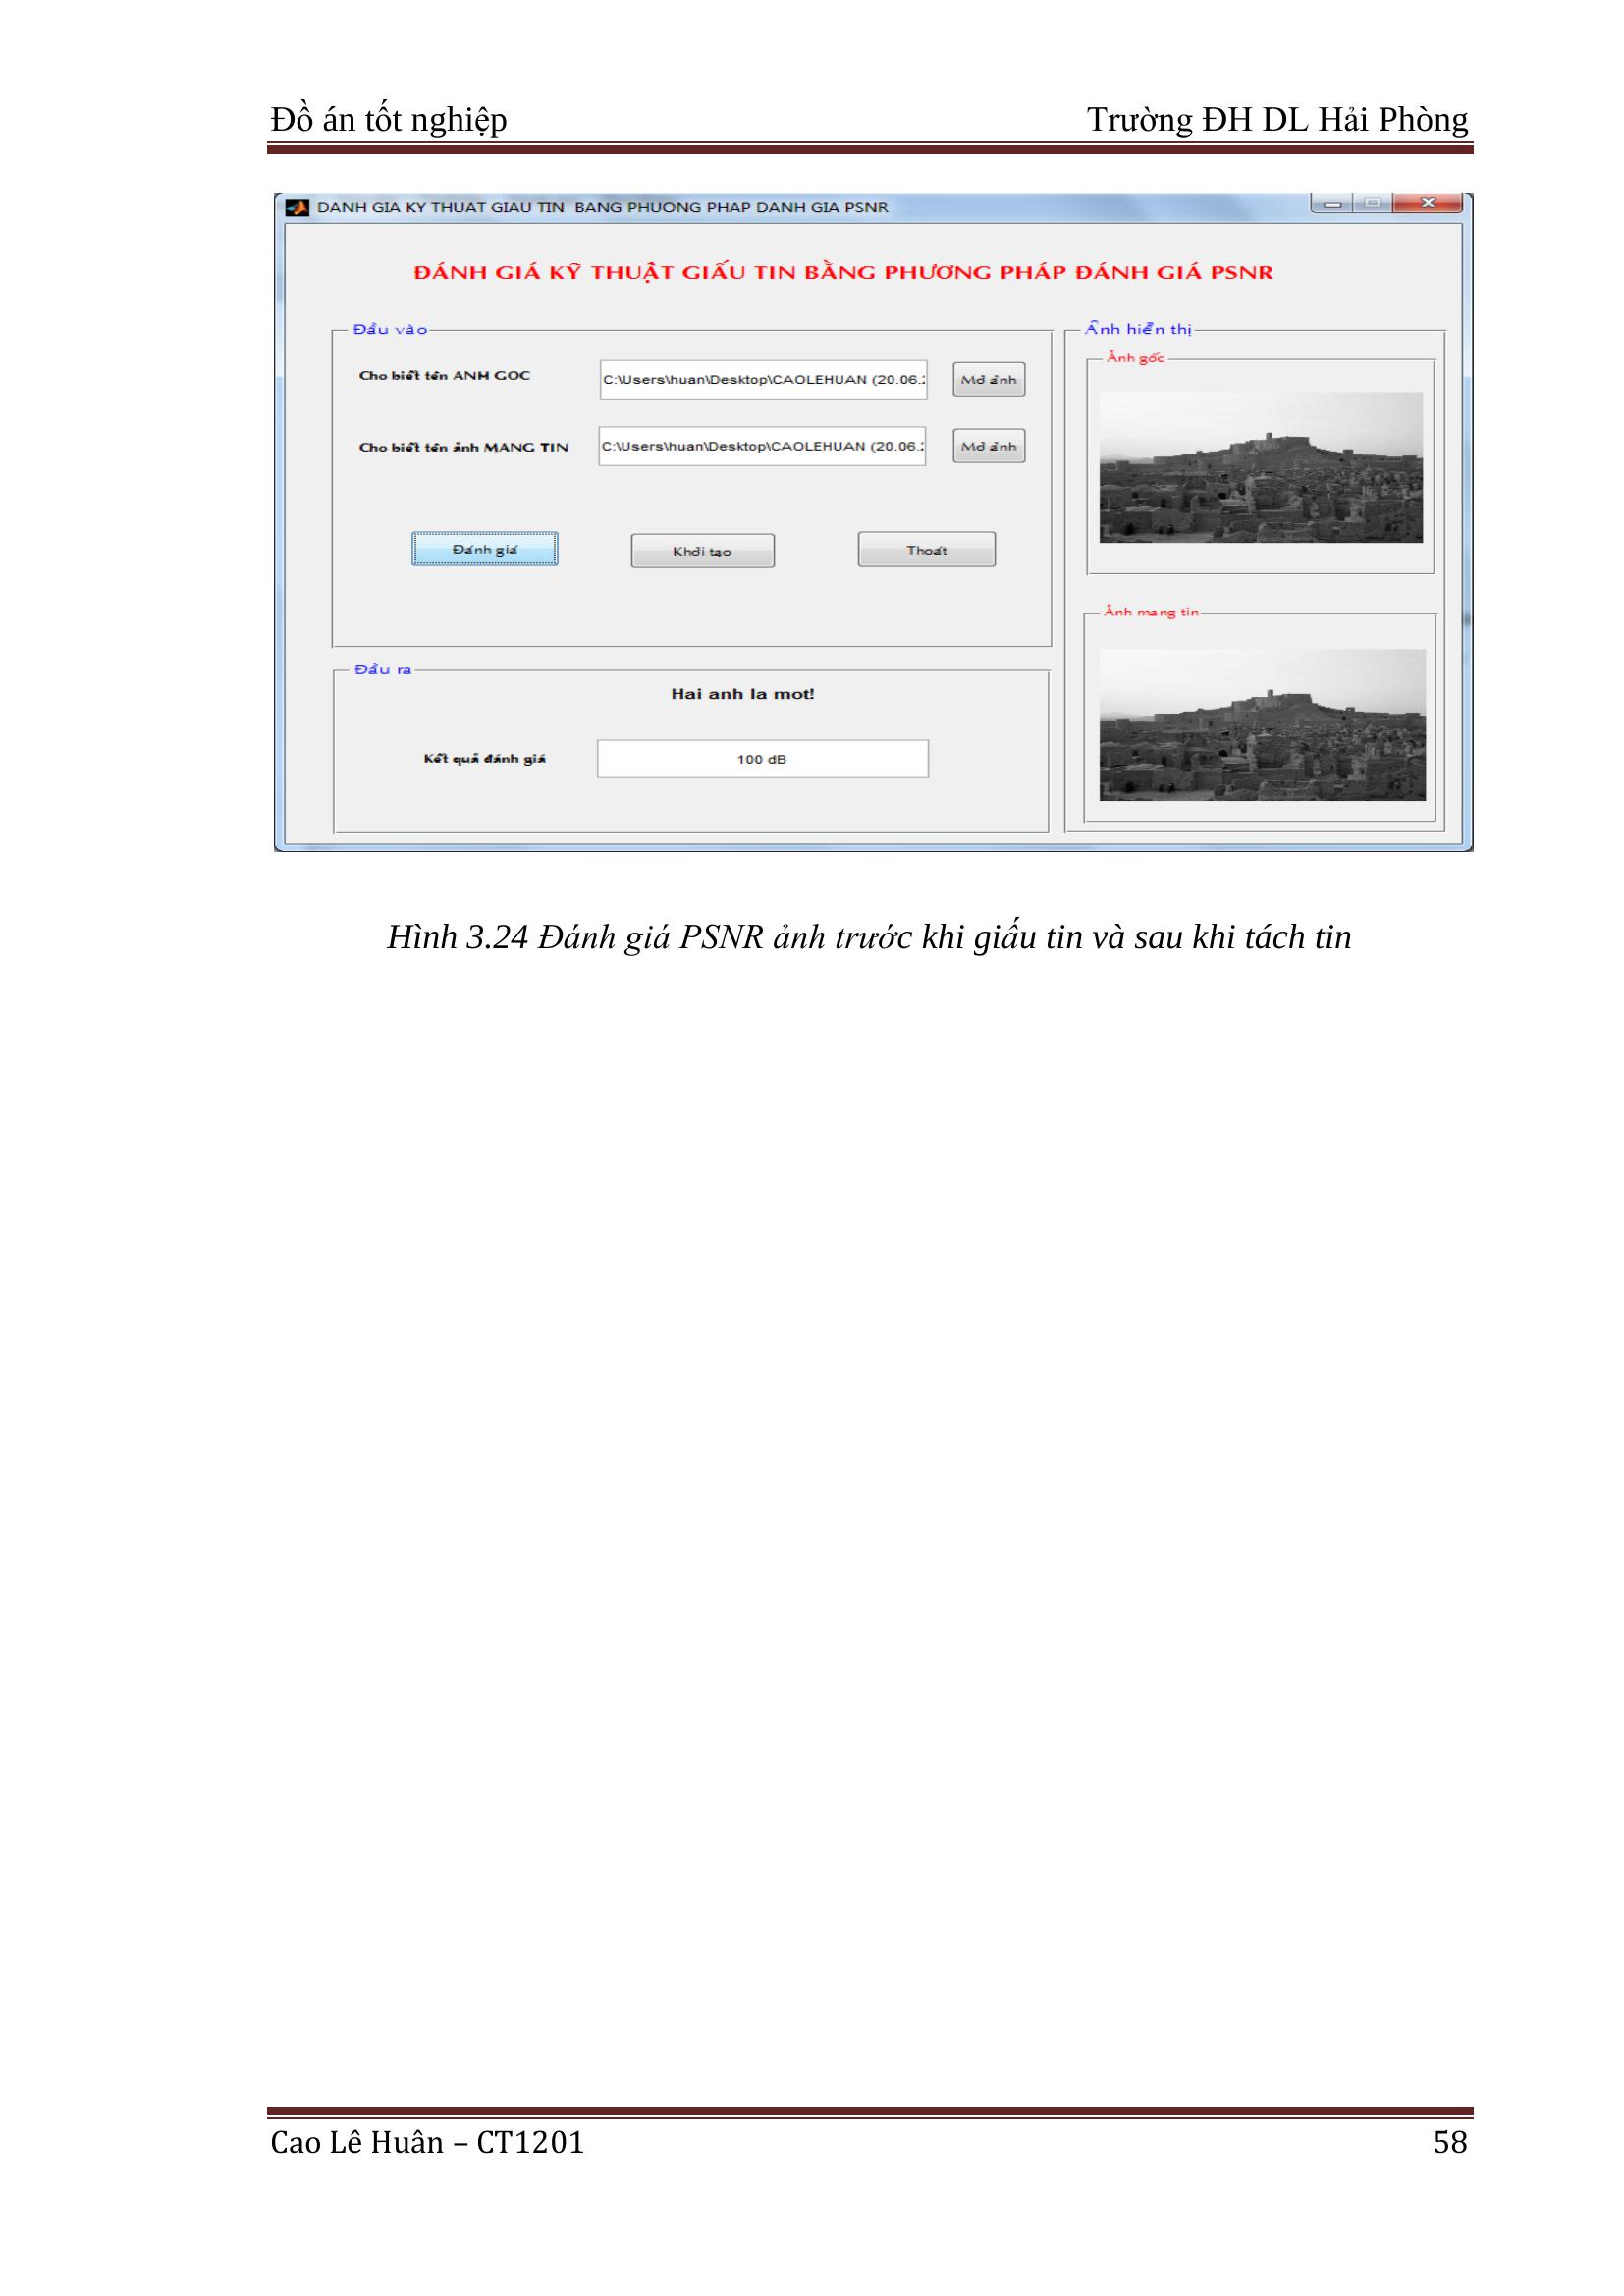 Đồ án tốt nghiệp Trường ĐH DL Hải Phòng
DANH GIA KY THUAT GIAU TIN BANG PHUONG PHAP DANH GIA PSNR
ĐÁNH GIÁ KỸ THUẬT GIẤU TIN BẰNG PHƯƠNG PHÁP ĐÁNH GIÁ PSNR
Đầu vào
Cho biết tên ANH GOC
C:\Users\huan\Desktop\CAOLEHUAN (20.06.
Mở ảnh
Cho biết tên ảnh MANG TIN
C:\Users\huan\Desktop\CAOLEHUAN (20.06.
Mở ảnh
Đánh giá
Khởi tạo
Thoát
Đầu ra
Hai anh la mot!
Kết quả đánh giá
100 dB
Ảnh hiển thị
Ảnh gốc
Ảnh mang tin
Hình 3.24 Đánh giá PSNR ảnh trước khi giấu tin và sau khi tách tin
Cao Lê Huân – CT1201 58